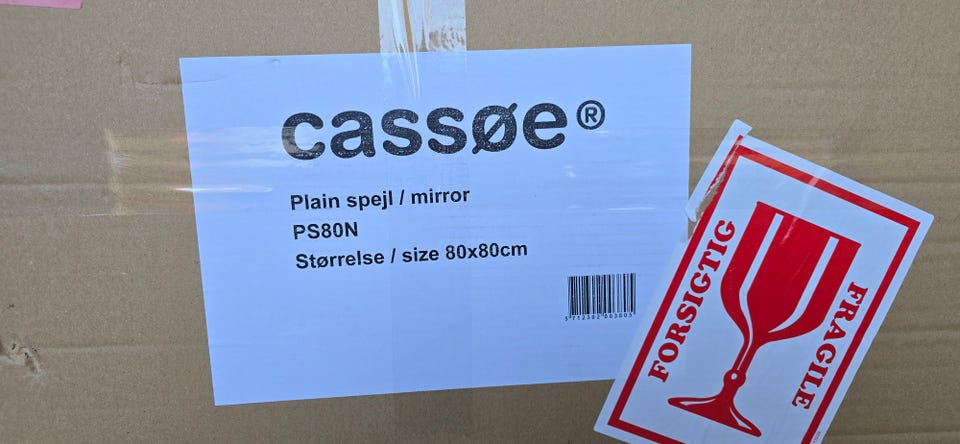 cassøe®
Plain spejl / mirror
PS80N
Størrelse / size 80x80cm
FORSIGTIG
FRAGILE